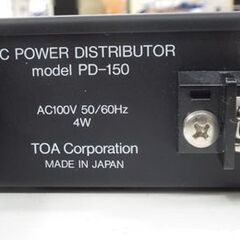 C POWER DISTRIBUTOR
model PD-150
AC100V 50/60Hz
4W
TOA Corporation
MADE IN JAPAN